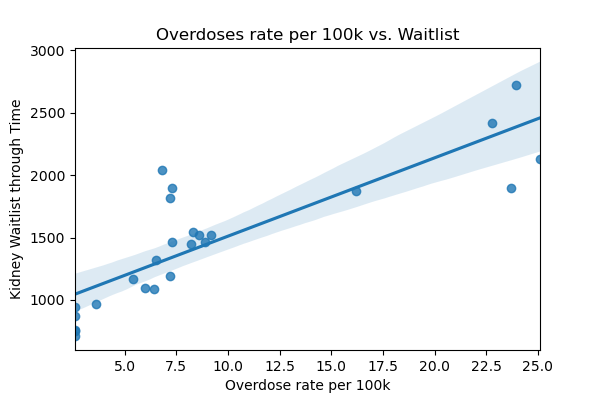 Overdoses rate per 100k vs. Waitlist
Kidney Waitlist through Time
3000
2500
2000
1500
1000
5.0 7.5 10.0 12.5 15.0 17.5 20.0 22.5 25.0
Overdose rate per 100k